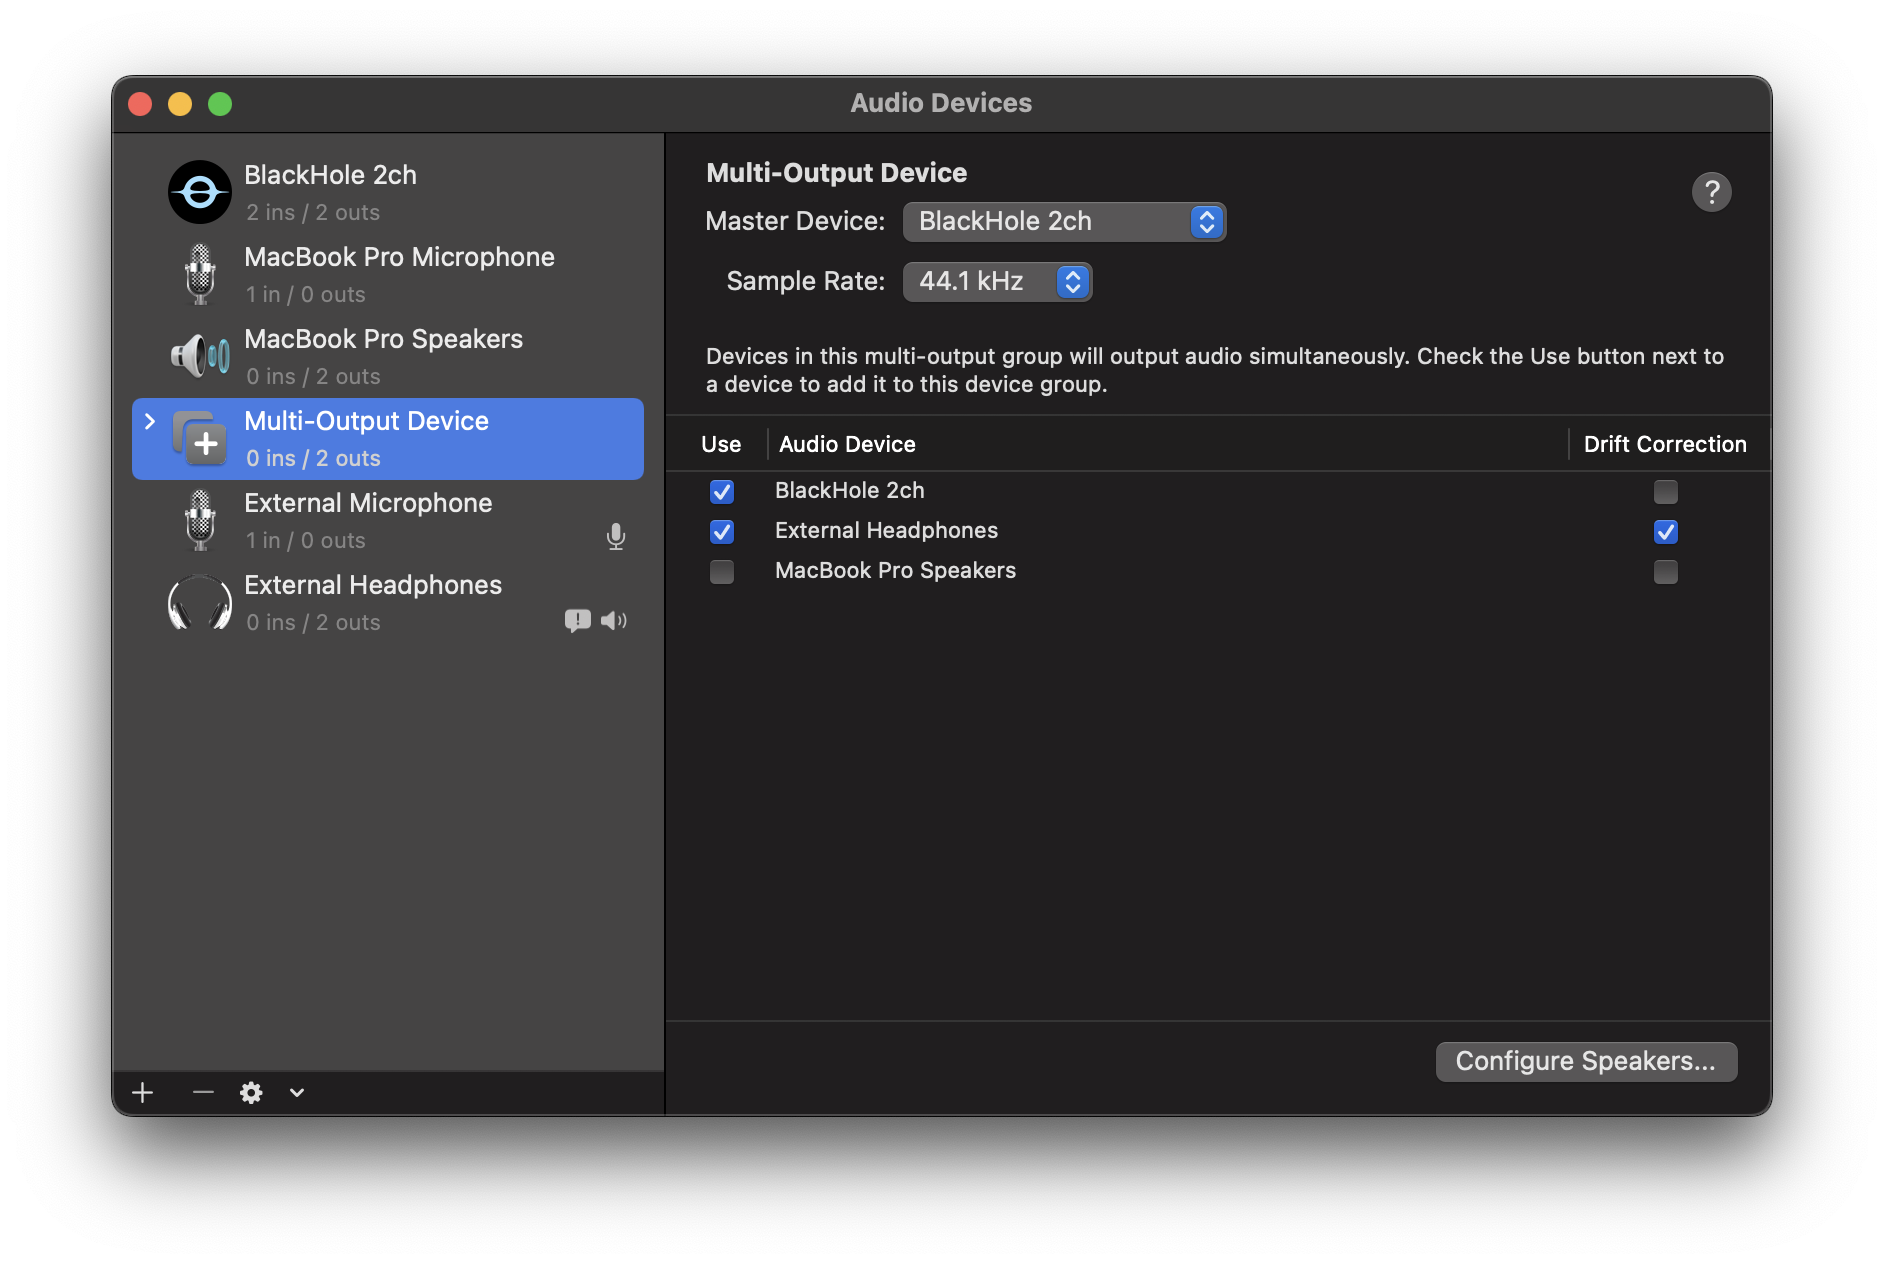 Audio Devices
BlackHole 2ch
2 ins / 2 outs
MacBook Pro Microphone
1 in / 0 outs
MacBook Pro Speakers
0 ins / 2 outs
Multi-Output Device
0 ins / 2 outs
External Microphone
1 in / 0 outs
External Headphones
0 ins / 2 outs
Multi-Output Device
?
Master Device: BlackHole 2ch
Sample Rate: 44.1 kHz
Devices in this multi-output group will output audio simultaneously. Check the Use button next to
a device to add it to this device group.
Use Audio Device Drift Correction
BlackHole 2ch
External Headphones
MacBook Pro Speakers
Configure Speakers...